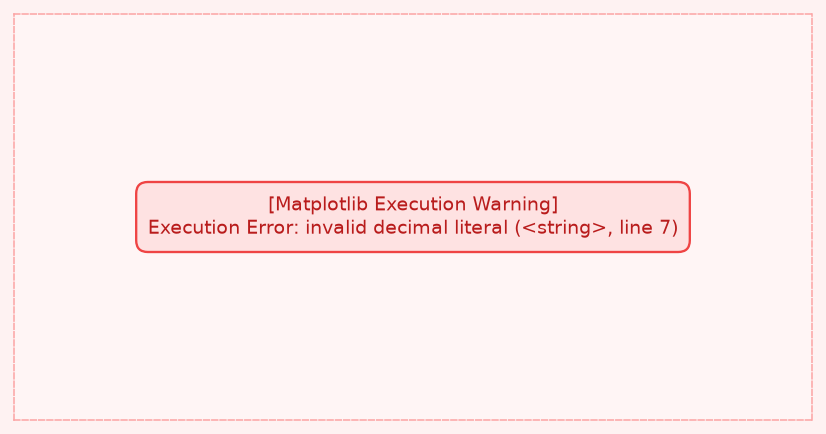 [Matplotlib Execution Warning]
Execution Error: invalid decimal literal (<string>, line 7)